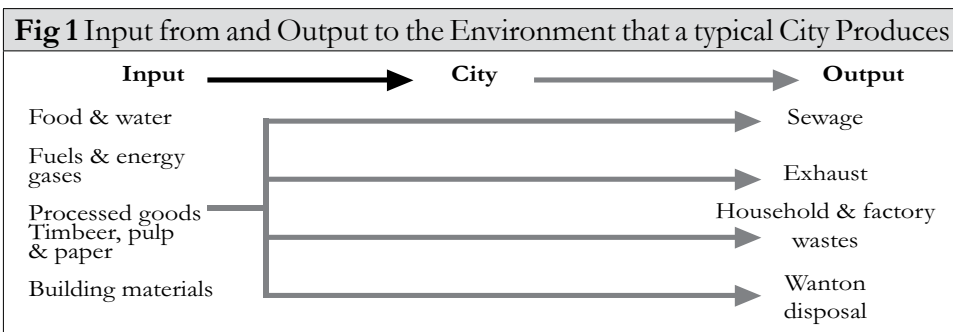 Fig 1 Input from and Output to the Environment that a typical City Produces
Input City Output
Food & water
Sewage
Fuels & energy
gases
Exhaust
Processed goods
Timbeer, pulp
& paper
Household & factory
wastes
Building materials
Wanton
disposal